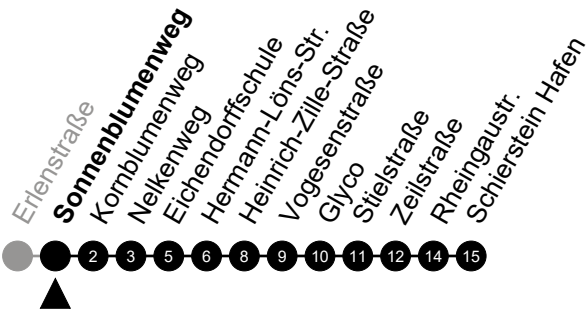 Erlenstraße
Sonnenblumenweg
Kornblumenweg
Nelkenweg
Eichendorffschule
Hermann-Löns-Str.
Heinrich-Zille-Straße
Vogesenstraße
Glyco
Stielstraße
Zeilstraße
Rheingaustr.
Schierstein Hafen
2 3 5 6 8 9 10 11 12 14 15